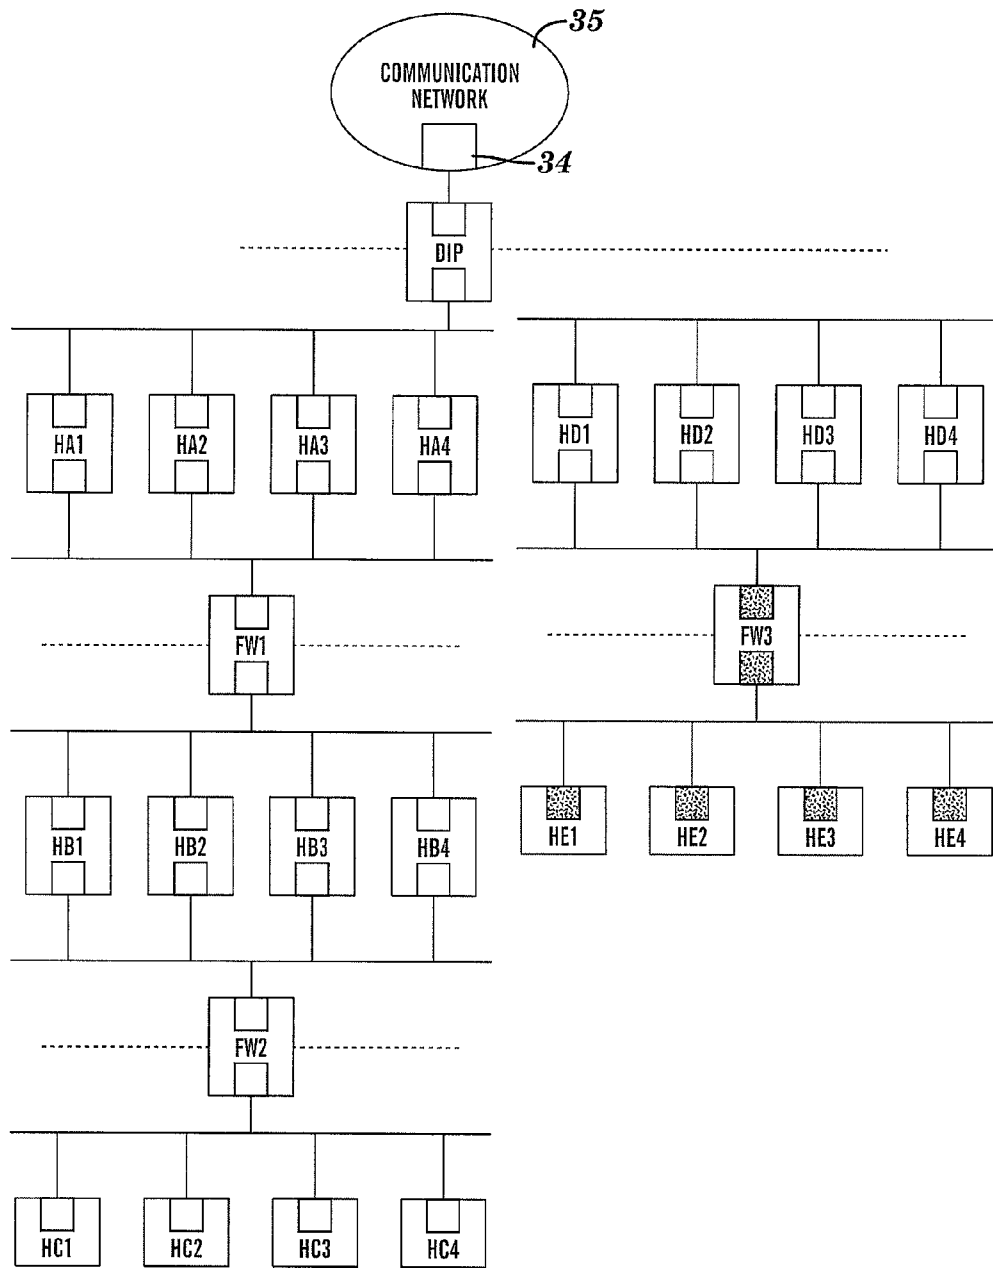 35
COMMUNICATION
NETWORK
34
DIP
HA1 HA2 HA3 HA4
HD1 HD2 HD3 HD4
FW1
FW3
HB1 HB2 HB3 HB4
HE1 HE2 HE3 HE4
FW2
HC1 HC2 HC3 HC4